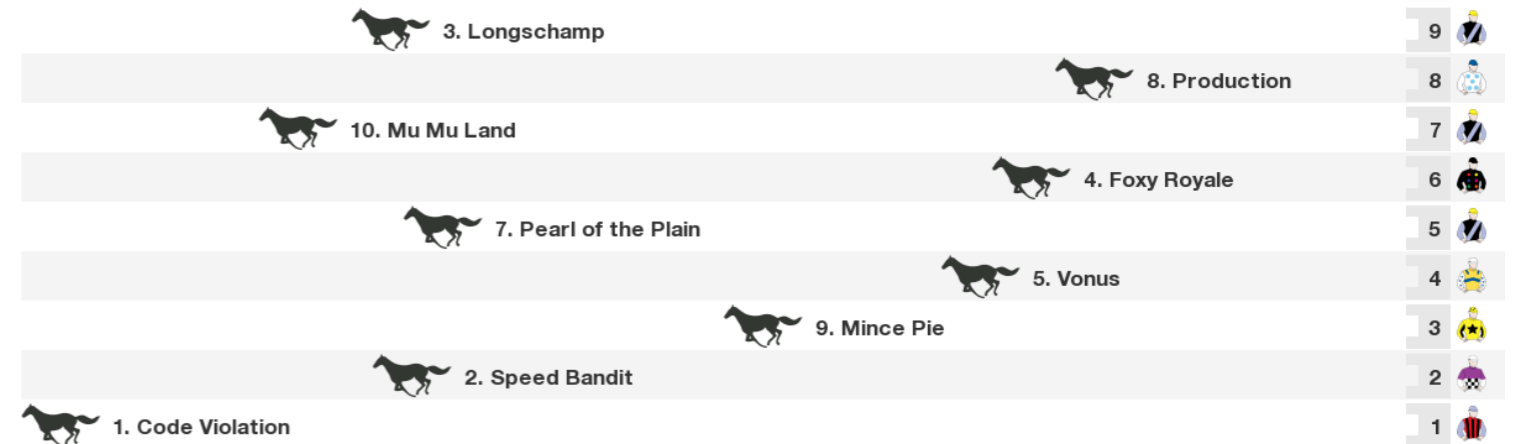 3. Longschamp 9
8. Production 8
10. Mu Mu Land 7
4. Foxy Royale 6
7. Pearl of the Plain 5
5. Vonus 4
9. Mince Pie 3
2. Speed Bandit 2
1. Code Violation 1